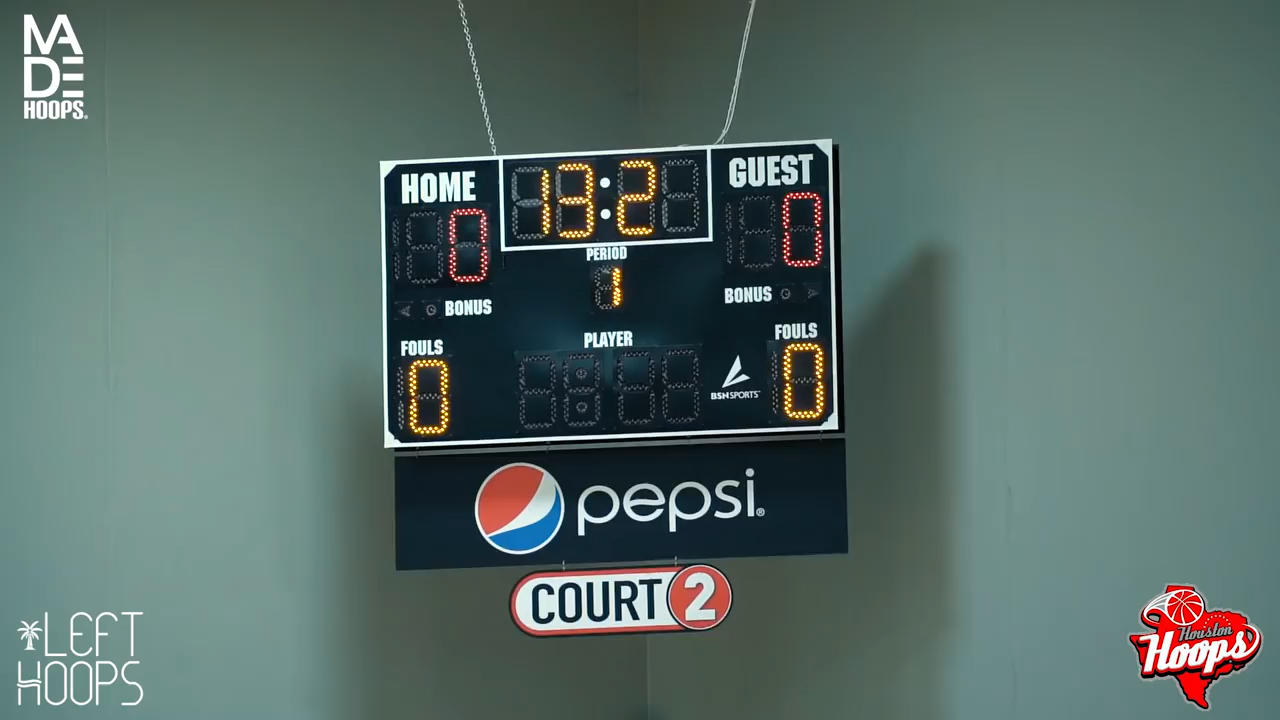 MA
DE
HOOPS®
HOME
13:2
GUEST
0
0
PERIOD
1
BONUS
BONUS
FOULS
PLAYER
FOULS
0
BSN SPORTS
0
pepsi®
COURT 2
LEFT
HOOPS
Houston
Hoops